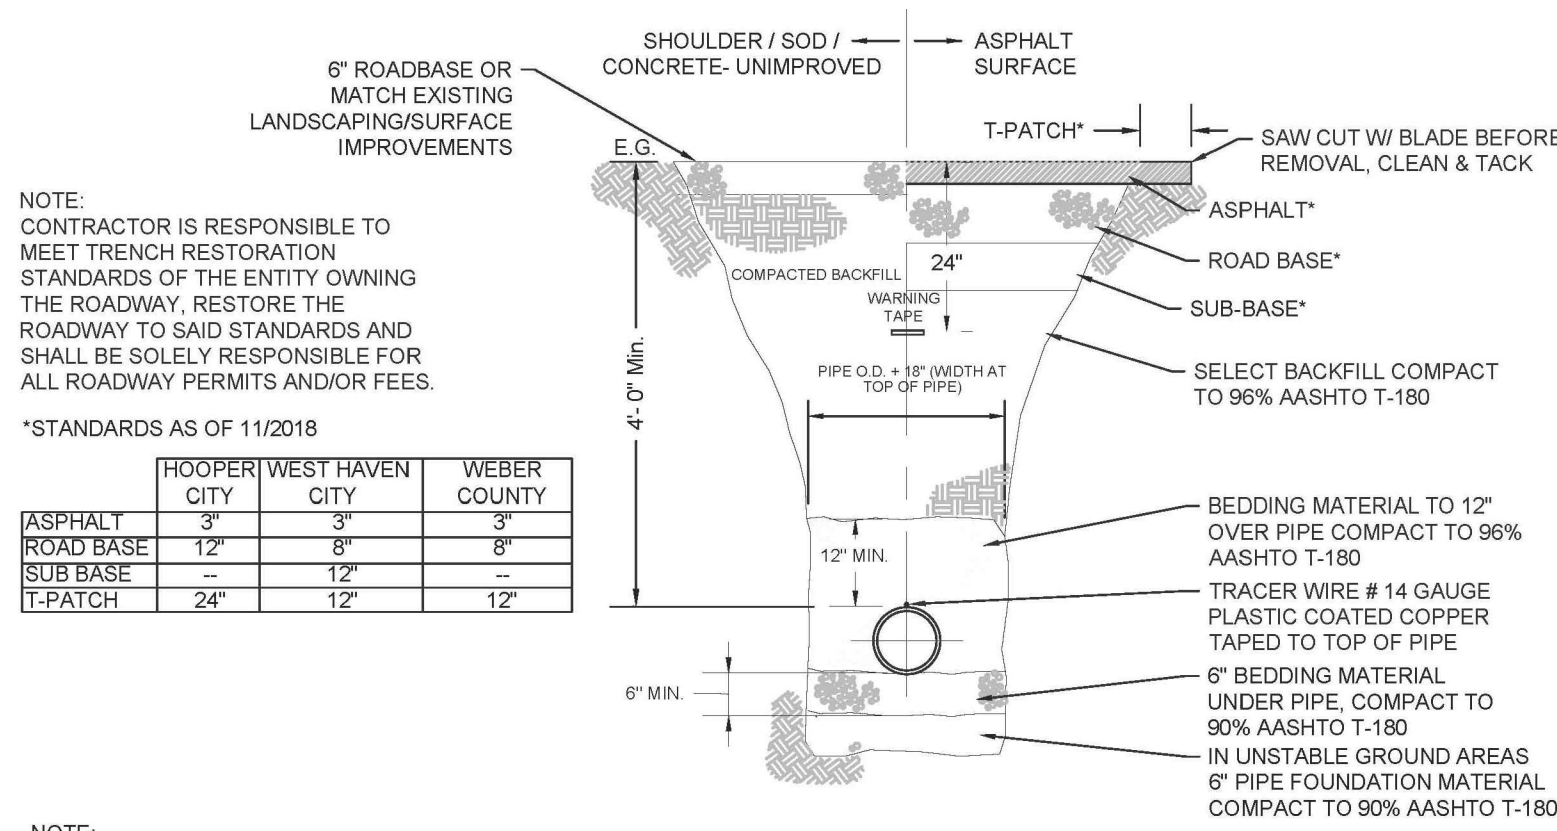 SHOULDER / SOD /
CONCRETE- UNIMPROVED
ASPHALT
SURFACE
6" ROADBASE OR
MATCH EXISTING
LANDSCAPING/SURFACE
IMPROVEMENTS
E.G.
T-PATCH*
SAW CUT W/ BLADE BEFORE
REMOVAL, CLEAN & TACK
NOTE:
CONTRACTOR IS RESPONSIBLE TO
MEET TRENCH RESTORATION
STANDARDS OF THE ENTITY OWNING
THE ROADWAY, RESTORE THE
ROADWAY TO SAID STANDARDS AND
SHALL BE SOLELY RESPONSIBLE FOR
ALL ROADWAY PERMITS AND/OR FEES.
*STANDARDS AS OF 11/2018
HOOPER CITY WEST HAVEN CITY WEBER COUNTY
ASPHALT 3" 3" 3"
ROAD BASE 12" 8" 8"
SUB BASE -- 12" --
T-PATCH 24" 12" 12"
ASPHALT*
ROAD BASE*
SUB-BASE*
24"
COMPACTED BACKFILL
WARNING
TAPE
4'- 0" Min.
PIPE O.D. + 18" (WIDTH AT
TOP OF PIPE)
SELECT BACKFILL COMPACT
TO 96% AASHTO T-180
12" MIN.
BEDDING MATERIAL TO 12"
OVER PIPE COMPACT TO 96%
AASHTO T-180
TRACER WIRE # 14 GAUGE
PLASTIC COATED COPPER
TAPED TO TOP OF PIPE
6" MIN.
6" BEDDING MATERIAL
UNDER PIPE, COMPACT TO
90% AASHTO T-180
IN UNSTABLE GROUND AREAS
6" PIPE FOUNDATION MATERIAL
COMPACT TO 90% AASHTO T-180
NOTE: